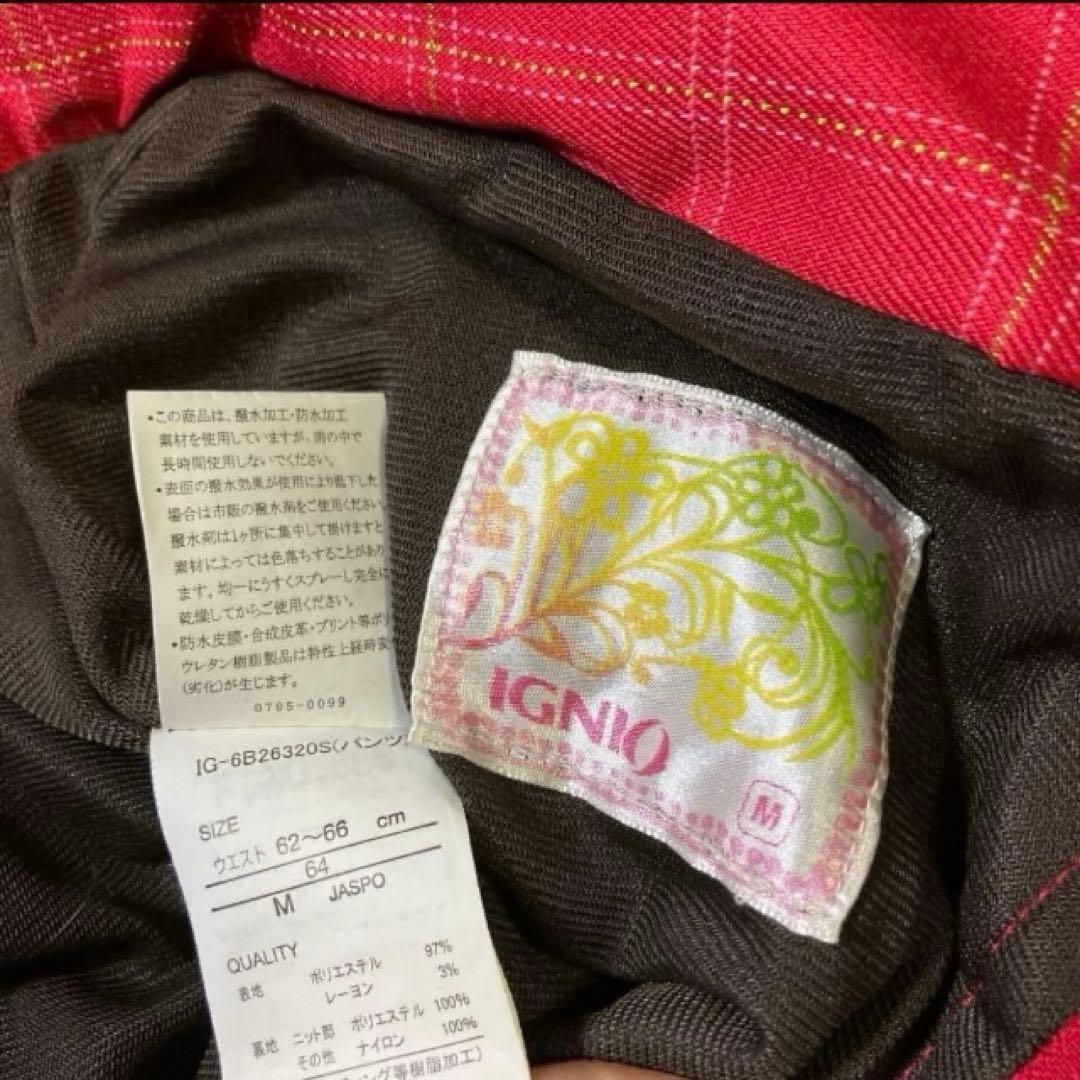 •この商品は、撥水加工・防水加工
素材を使用していますが、雨の中で
長時間使用しないでください。
•表面の撥水効果が使用により低下した
場合は市販の撥水剤をご使用ください。
撥水剤は1ヶ所に集中して掛けますと
素材によっては色落ちすることがあり
ます。均一にうすくスプレーし完全に
乾燥してからご使用ください。
•防水皮膜・合成皮革・プリント等ポリ
ウレタン樹脂製品は特性上経時変
(劣化)が生じます。
0765-0099
IG-6B26320S(パンツ
SIZE
ウエスト 62～66 cm
64
M JASPO
QUALITY
表地 ポリエステル 97%
レーヨン 3%
裏地 ニット部 ポリエステル 100%
その他 ナイロン 100%
ング等樹脂加工)
IGNIO
M